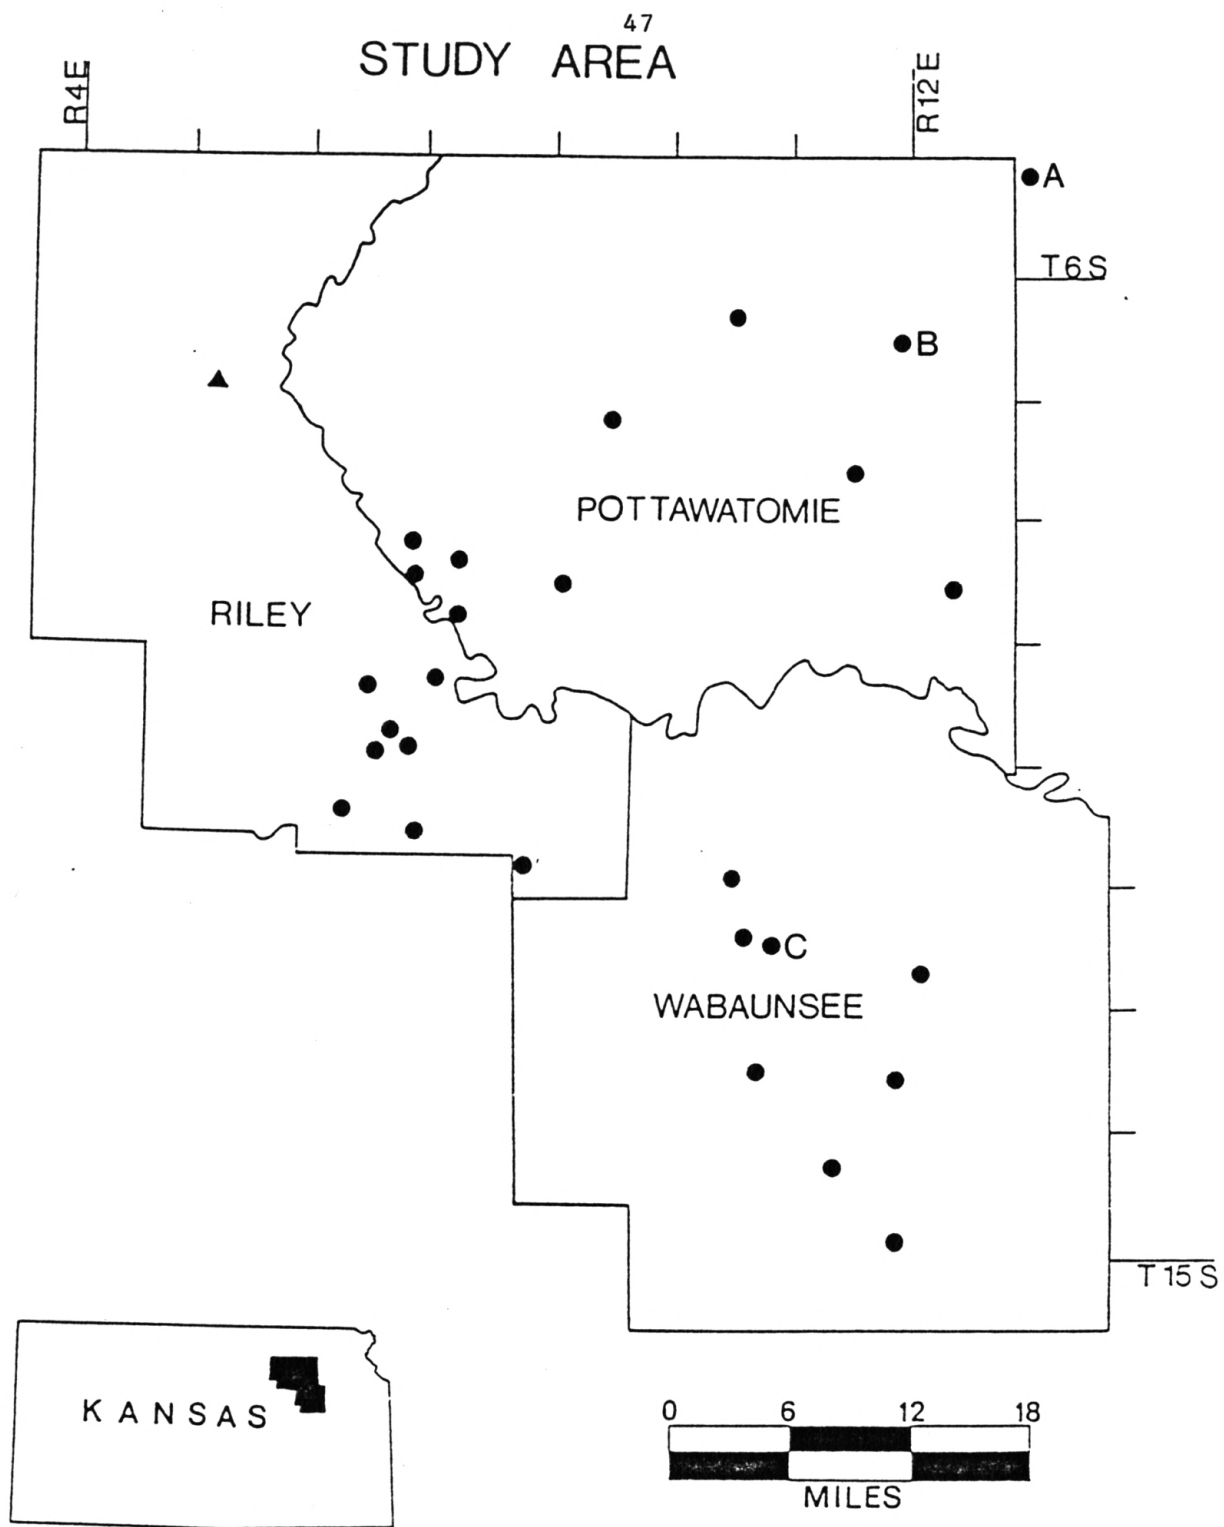 47
STUDY AREA
R4E
R12E
A
T6S
B
POTTAWATOMIE
RILEY
C
WABAUNSEE
T15S
KANSAS
0 6 12 18
MILES